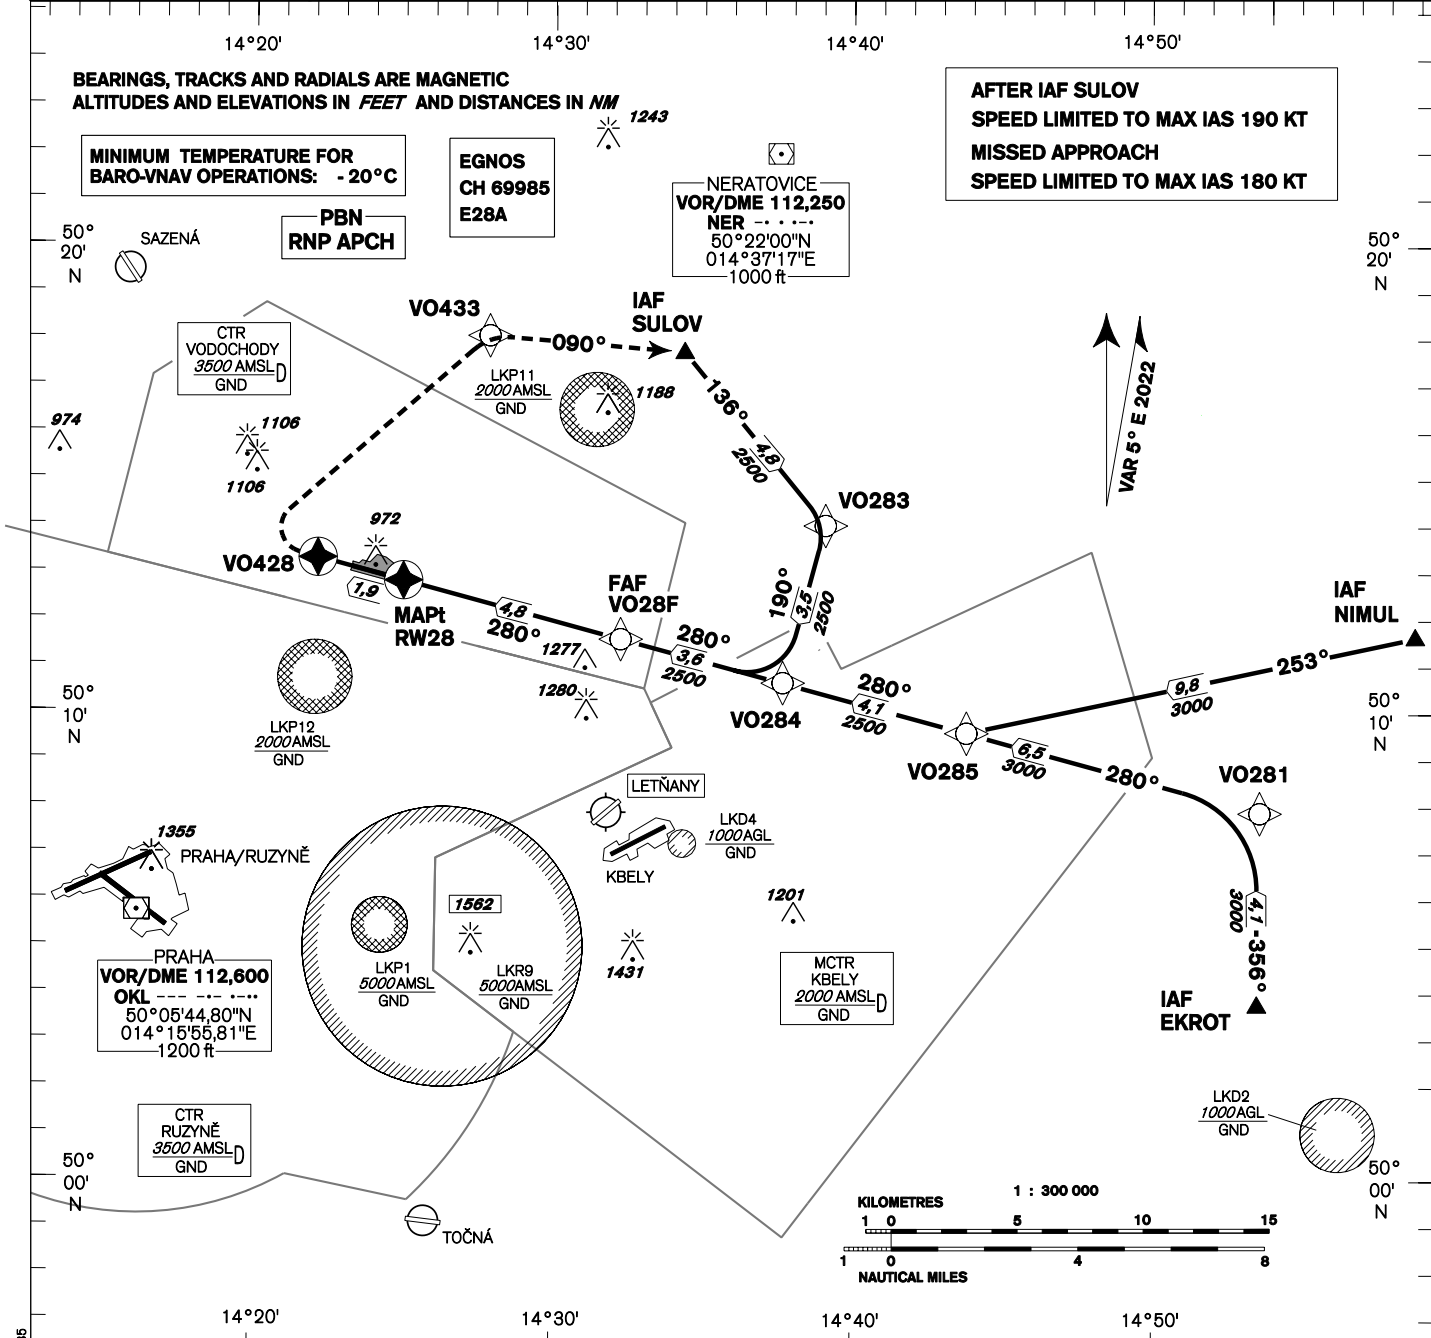 14°20'
14°30'
14°40'
14°50'
BEARINGS, TRACKS AND RADIALS ARE MAGNETIC
ALTITUDES AND ELEVATIONS IN FEET AND DISTANCES IN NM
AFTER IAF SULOV
SPEED LIMITED TO MAX IAS 190 KT
MISSED APPROACH
SPEED LIMITED TO MAX IAS 180 KT
1243
MINIMUM TEMPERATURE FOR
BARO-VNAV OPERATIONS: -20°C
EGNOS
CH 69985
E28A
PBN
RNP APCH
NERATOVICE
VOR/DME 112,250
NER -· · ·-·
50°22'00"N
014°37'17"E
1000 ft
50°
20'
N
SAZENÁ
50°
20'
N
VO433
IAF
SULOV
090°
CTR
VODOCHODY
3500 AMSL D
GND
LKP11
2000 AMSL
GND
1188
136°
4,8
2500
VAR 5° E 2022
974
1106
1106
VO283
972
VO428
1,9
MAPt
RW28
4,8
280°
FAF
VO28F
190°
3,5
2500
280°
3,6
2500
IAF
NIMUL
253°
9,8
3000
1277
1280
VO284
280°
4,1
2500
VO285
6,5
3000
280°
VO281
50°
10'
N
50°
10'
N
LKP12
2000 AMSL
GND
LETŇANY
LKD4
1000 AGL
GND
KBELY
1355
PRAHA/RUZYNĚ
1562
1201
1431
4,1
3000
356°
IAF
EKROT
PRAHA
VOR/DME 112,600
OKL --- -·- ·-··
50°05'44,80"N
014°15'55,81"E
1200 ft
LKP1
5000 AMSL
GND
LKR9
5000 AMSL
GND
MCTR
KBELY
2000 AMSL D
GND
LKD2
1000 AGL
GND
CTR
RUZYNĚ
3500 AMSL D
GND
50°
00'
N
50°
00'
N
TOČNÁ
1 : 300 000
KILOMETRES
1 0 5 10 15
1 0 4 8
NAUTICAL MILES
14°20'
14°30'
14°40'
14°50'